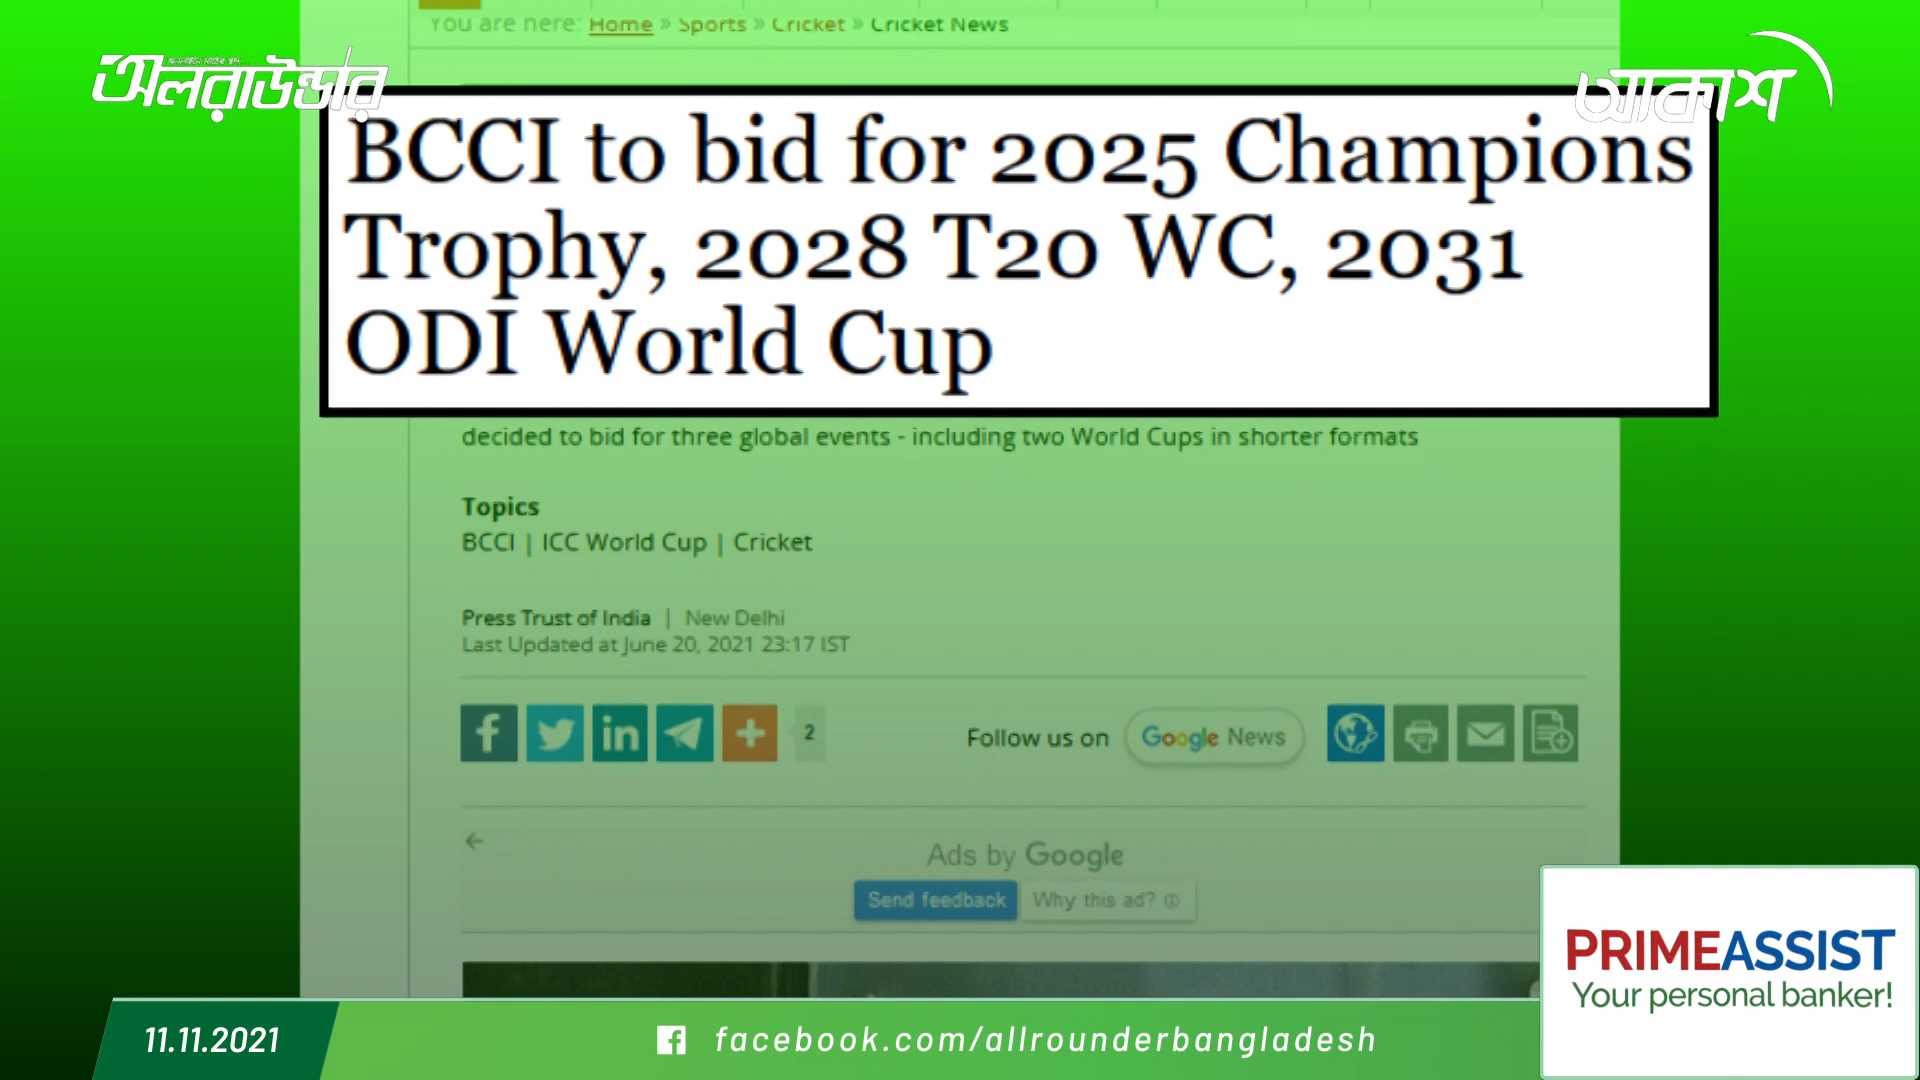 You are here: Home » Sports » Cricket » Cricket News
অলরাউন্ডার
আকাশ
BCCI to bid for 2025 Champions
Trophy, 2028 T20 WC, 2031
ODI World Cup
decided to bid for three global events - including two World Cups in shorter formats
Topics
BCCI | ICC World Cup | Cricket
Press Trust of India | New Delhi
Last Updated at June 20, 2021 23:17 IST
2
Follow us on Google News
Ads by Google
Send feedback Why this ad?
PRIMEASSIST
Your personal banker!
11.11.2021
facebook.com/allrounderbangladesh